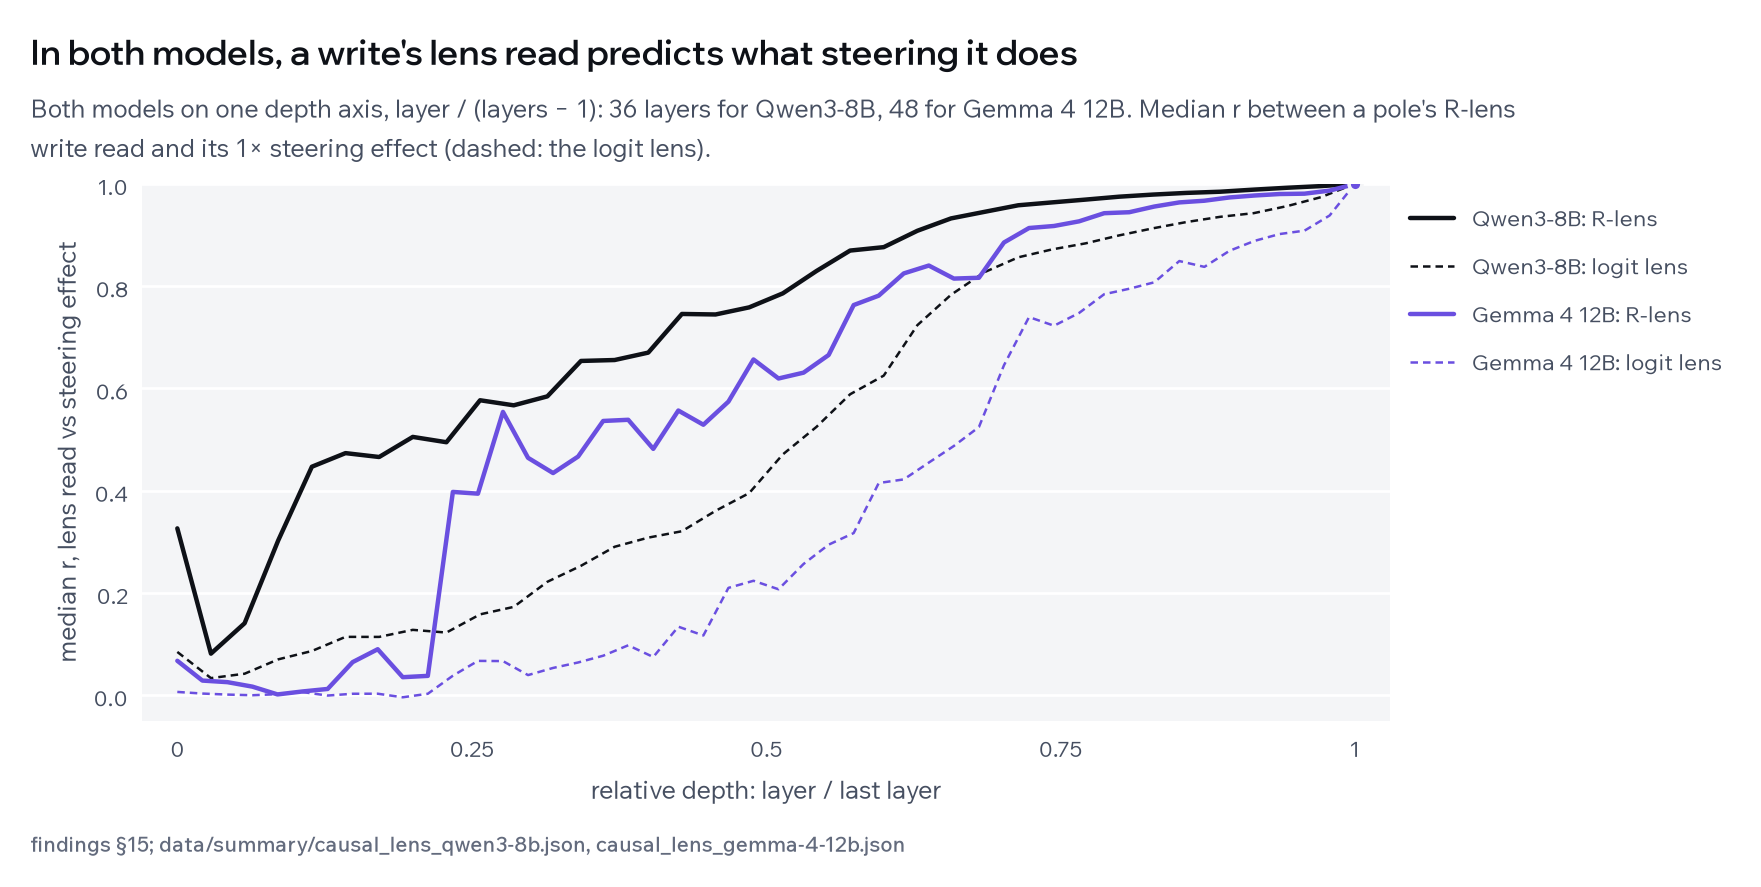 In both models, a write's lens read predicts what steering it does
Both models on one depth axis, layer / (layers − 1): 36 layers for Qwen3-8B, 48 for Gemma 4 12B. Median r between a pole's R-lens
write read and its 1× steering effect (dashed: the logit lens).
median r, lens read vs steering effect
1.0
0.8
0.6
0.4
0.2
0.0
0
0.25
0.5
0.75
1
relative depth: layer / last layer
Qwen3-8B: R-lens
Qwen3-8B: logit lens
Gemma 4 12B: R-lens
Gemma 4 12B: logit lens
findings §15; data/summary/causal_lens_qwen3-8b.json, causal_lens_gemma-4-12b.json